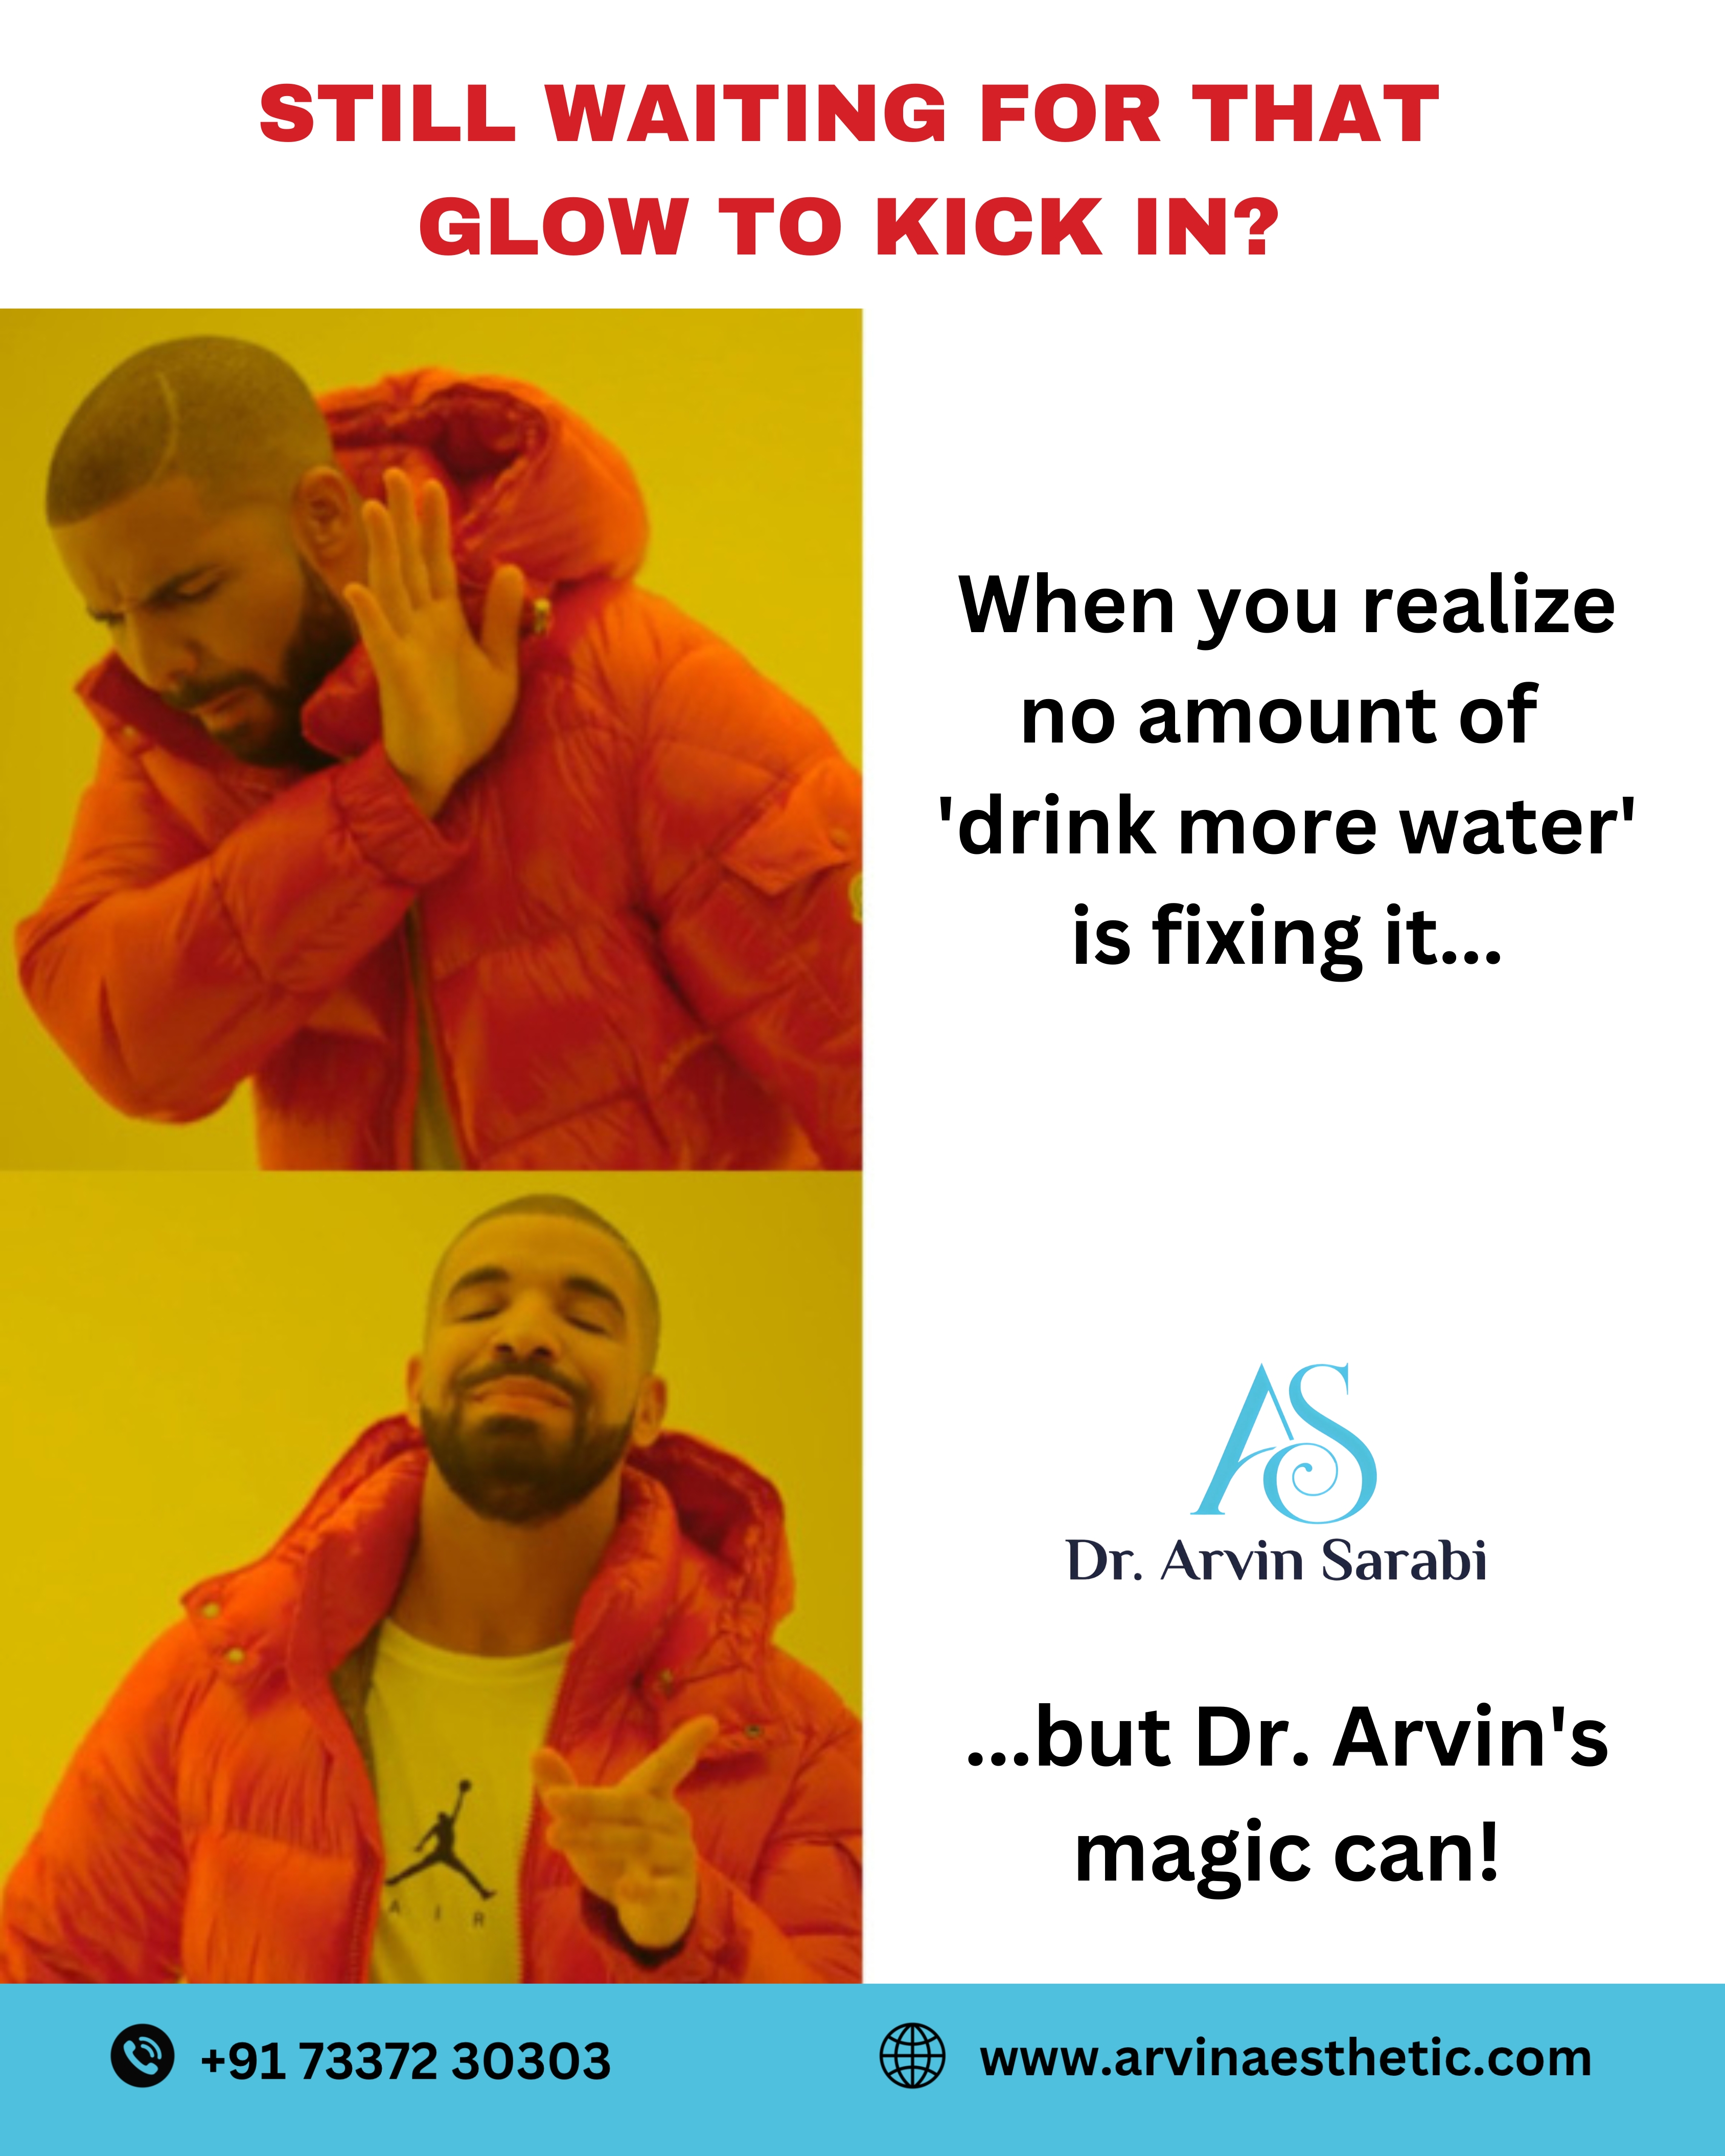 STILL WAITING FOR THAT
GLOW TO KICK IN?
When you realize
no amount of
'drink more water'
is fixing it...
AS
Dr. Arvin Sarabi
...but Dr. Arvin's
magic can!
AIR
+91 73372 30303
www.arvinaesthetic.com